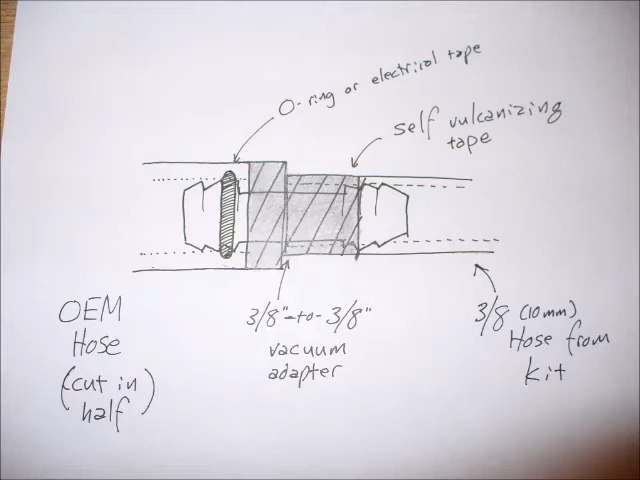 O-ring or electrical tape
self vulcanizing
tape
OEM
Hose
(cut in
half)
3/8"-to-3/8"
vacuum
adapter
3/8 (10mm)
Hose from
kit